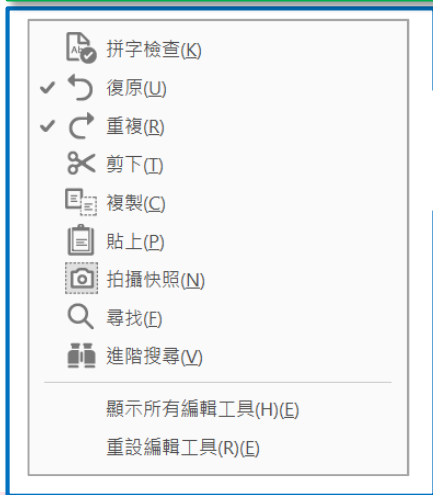 拼字檢查(K)
復原(U)
重複(R)
剪下(T)
複製(C)
貼上(P)
拍攝快照(N)
尋找(F)
進階搜尋(V)
顯示所有編輯工具(H)(E)
重設編輯工具(R)(E)